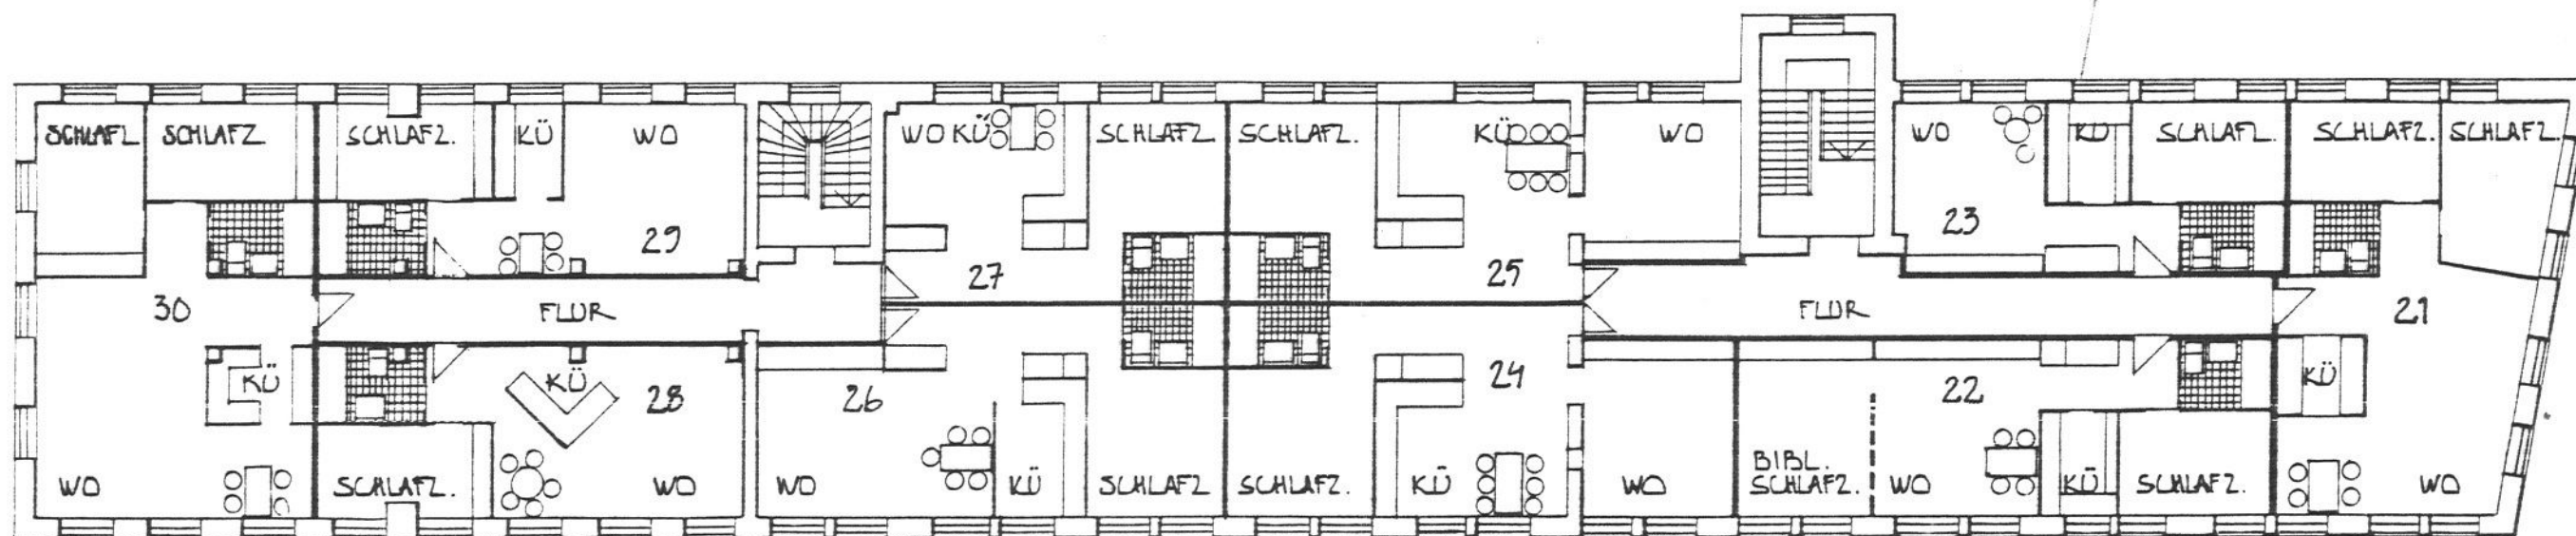 SCHLAFZ
SCHLAFZ
SCHLAFZ.
KÜ
WO
WO KÜ
SCHLAFZ
SCHLAFZ.
KÜ
WO
WO
KÜ
SCHLAFZ.
SCHLAFZ.
SCHLAFZ.
29
23
27
25
30
FLUR
FLUR
21
KÜ
KÜ
28
26
24
22
KÜ
WO
SCHLAFZ.
WO
WO
KÜ
SCHLAFZ
SCHLAFZ.
KÜ
WO
BIBL.
SCHLAFZ.
WO
KÜ
SCHLAFZ.
WO